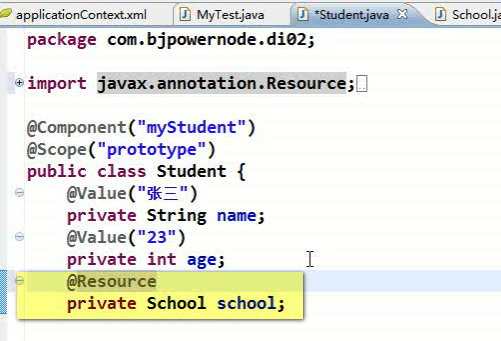 applicationContext.xml MyTest.java *Student.java School.ja
package com.bjpowernode.di02;
import javax.annotation.Resource;
@Component("myStudent")
@Scope("prototype")
public class Student {
@Value("张三")
private String name;
@Value("23")
private int age;
@Resource
private School school;